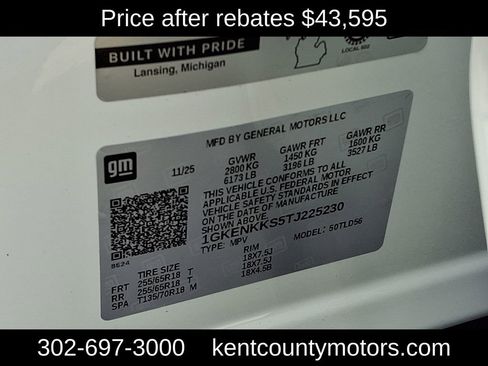 Price after rebates $43,595
BUILT WITH PRIDE
Lansing, Michigan
LOCAL 602
MFD BY GENERAL MOTORS LLC
gm
11/25
GVWR GAWR FRT GAWR RR
2800 KG 1450 KG 1600 KG
6173 LB 3196 LB 3527 LB
THIS VEHICLE CONFORMS TO ALL
APPLICABLE U.S. FEDERAL MOTOR
VEHICLE SAFETY STANDARDS IN
EFFECT ON THE DATE OF MANUFACTURE
SHOWN ABOVE.
1GKENKKS5TJ225230
TYPE: MPV MODEL: 50TLD56
8624
TIRE SIZE RIM
FRT 255/65R18 T 18X7.5J
RR 255/65R18 T 18X7.5J
SPA T135/70R18 M 18X4.5B
302-697-3000 kentcountymotors.com